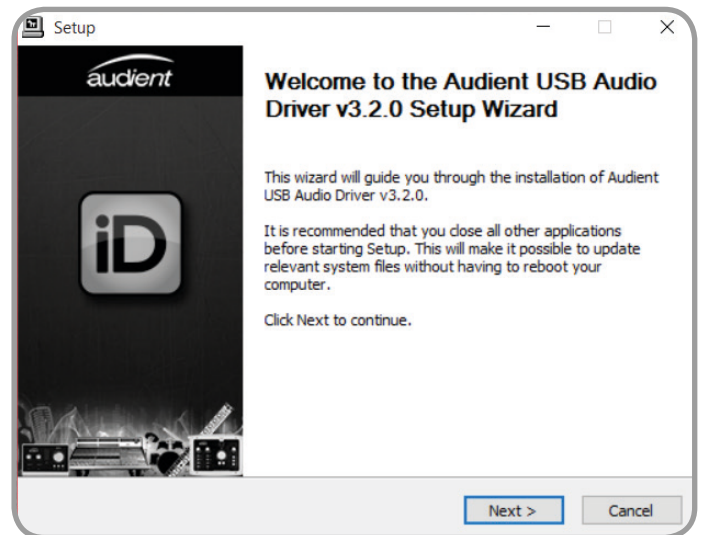 Setup
audient
iD
Welcome to the Audient USB Audio
Driver v3.2.0 Setup Wizard
This wizard will guide you through the installation of Audient
USB Audio Driver v3.2.0.
It is recommended that you close all other applications
before starting Setup. This will make it possible to update
relevant system files without having to reboot your
computer.
Click Next to continue.
Next >
Cancel